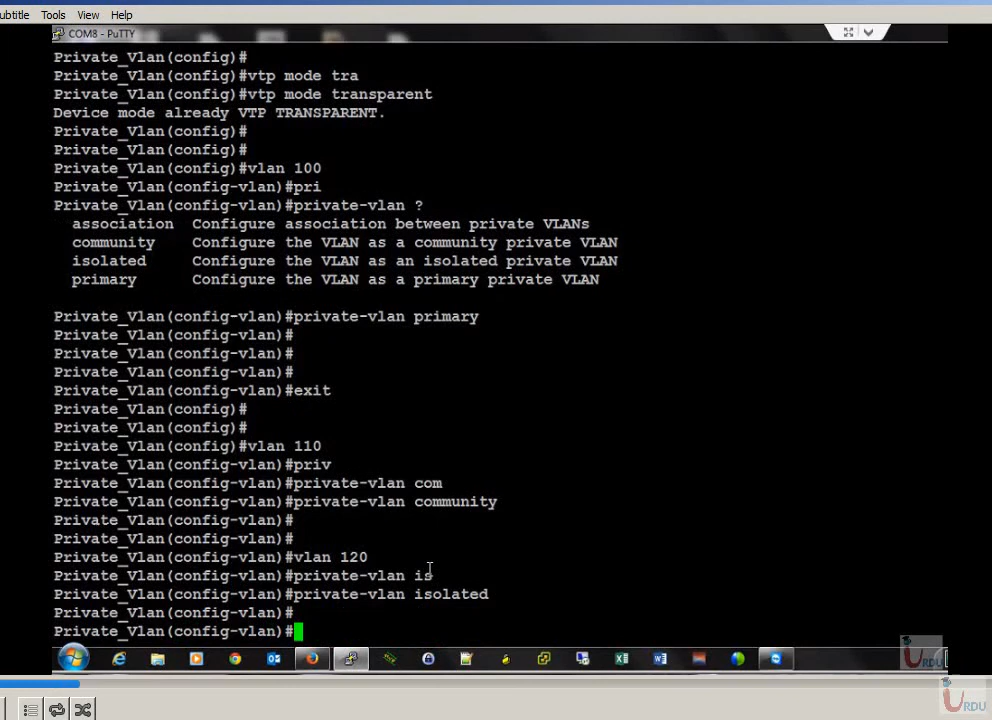 ubtitle Tools View Help
COM8 - PuTTY
Private_Vlan(config)#
Private_Vlan(config)#vtp mode tra
Private_Vlan(config)#vtp mode transparent
Device mode already VTP TRANSPARENT.
Private_Vlan(config)#
Private_Vlan(config)#
Private_Vlan(config)#vlan 100
Private_Vlan(config-vlan)#pri
Private_Vlan(config-vlan)#private-vlan ?
association Configure association between private VLANs
community Configure the VLAN as a community private VLAN
isolated Configure the VLAN as an isolated private VLAN
primary Configure the VLAN as a primary private VLAN
Private_Vlan(config-vlan)#private-vlan primary
Private_Vlan(config-vlan)#
Private_Vlan(config-vlan)#
Private_Vlan(config-vlan)#
Private_Vlan(config-vlan)#exit
Private_Vlan(config)#
Private_Vlan(config)#
Private_Vlan(config)#vlan 110
Private_Vlan(config-vlan)#priv
Private_Vlan(config-vlan)#private-vlan com
Private_Vlan(config-vlan)#private-vlan community
Private_Vlan(config-vlan)#
Private_Vlan(config-vlan)#
Private_Vlan(config-vlan)#vlan 120
Private_Vlan(config-vlan)#private-vlan is
Private_Vlan(config-vlan)#private-vlan isolated
Private_Vlan(config-vlan)#
Private_Vlan(config-vlan)#
URDU
URDU